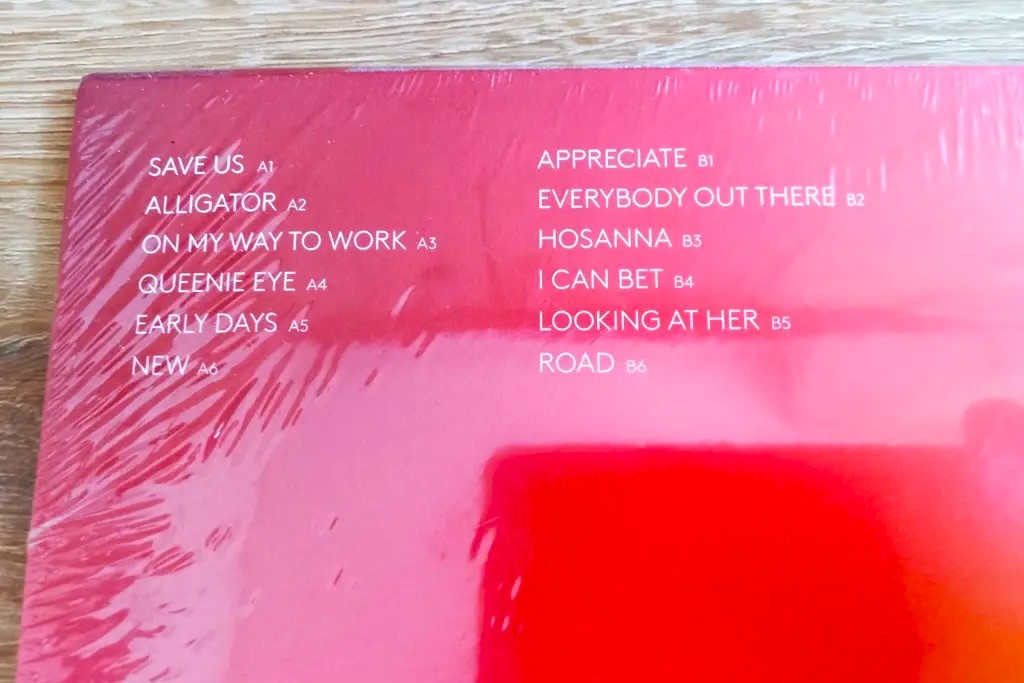 SAVE US A1
ALLIGATOR A2
ON MY WAY TO WORK A3
QUEENIE EYE A4
EARLY DAYS A5
NEW A6
APPRECIATE B1
EVERYBODY OUT THERE B2
HOSANNA B3
I CAN BET B4
LOOKING AT HER B5
ROAD B6